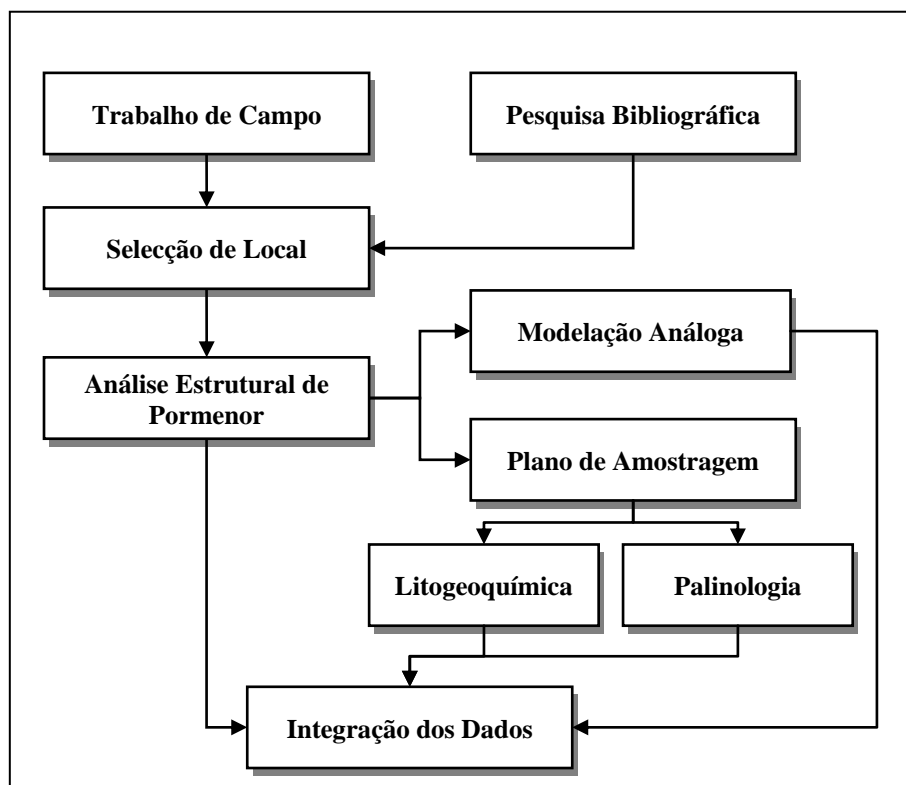 Trabalho de Campo
Pesquisa Bibliográfica
Selecção de Local
Modelação Análoga
Análise Estrutural de
Pormenor
Plano de Amostragem
Litogeoquímica
Palinologia
Integração dos Dados